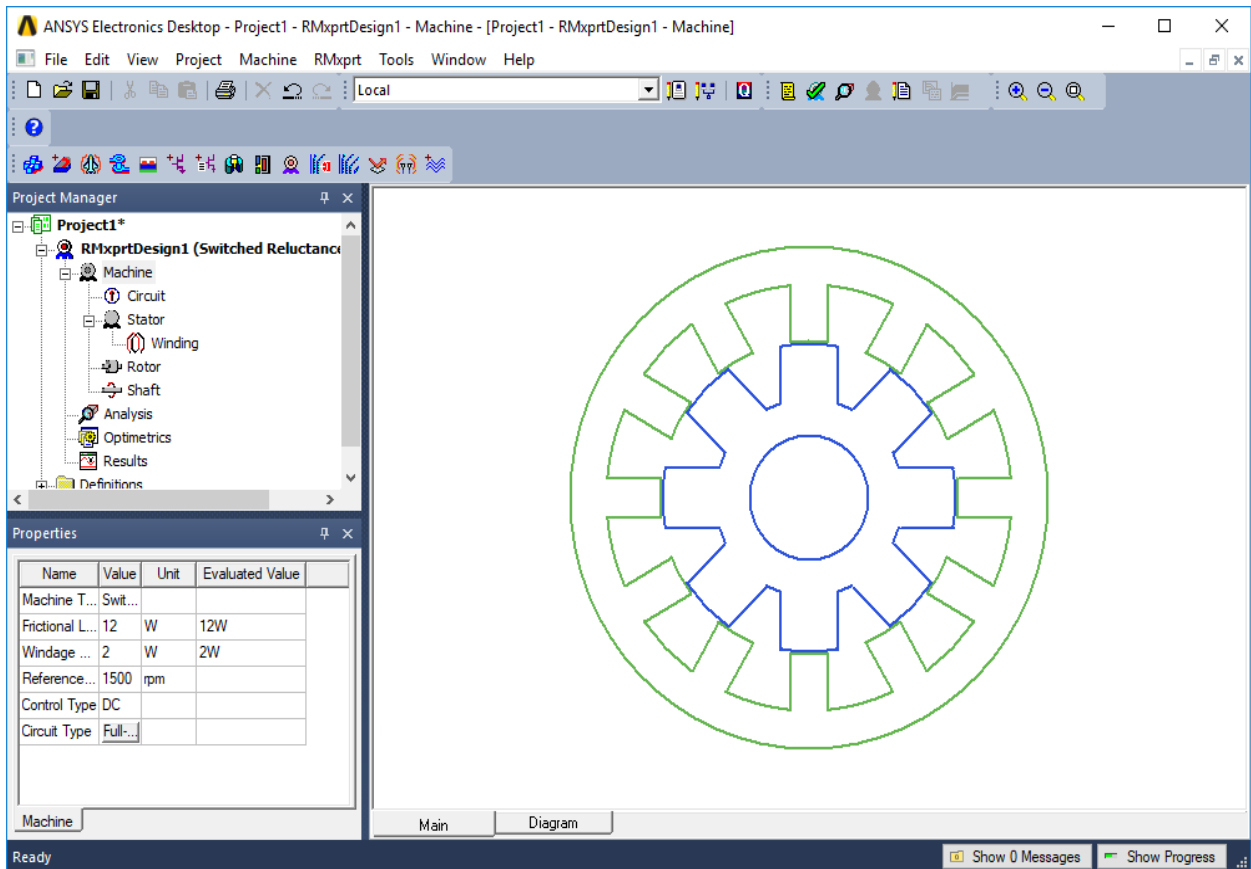 ANSYS Electronics Desktop - Project1 - RMxprtDesign1 - Machine - [Project1 - RMxprtDesign1 - Machine]
File Edit View Project Machine RMxprt Tools Window Help
Local
Project Manager
Project1*
RMxprtDesign1 (Switched Reluctance
Machine
Circuit
Stator
Winding
Rotor
Shaft
Analysis
Optimetrics
Results
Definitions
Properties
Name Value Unit Evaluated Value
Machine T... Swit...
Frictional L... 12 W 12W
Windage ... 2 W 2W
Reference... 1500 rpm
Control Type DC
Circuit Type Full-...
Machine
Main Diagram
Ready Show 0 Messages Show Progress